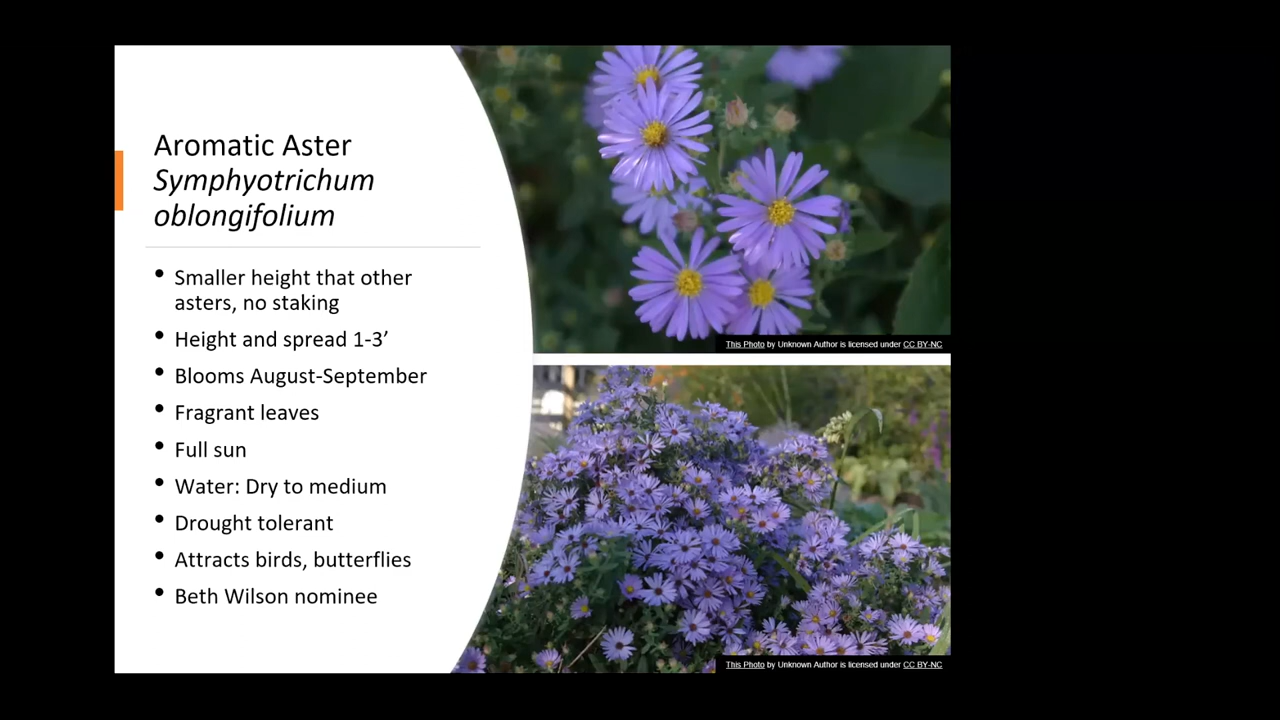 Aromatic Aster
Symphyotrichum
oblongifolium
• Smaller height that other
asters, no staking
• Height and spread 1-3’
• Blooms August-September
• Fragrant leaves
• Full sun
• Water: Dry to medium
• Drought tolerant
• Attracts birds, butterflies
• Beth Wilson nominee
This Photo by Unknown Author is licensed under CC BY-NC
This Photo by Unknown Author is licensed under CC BY-NC